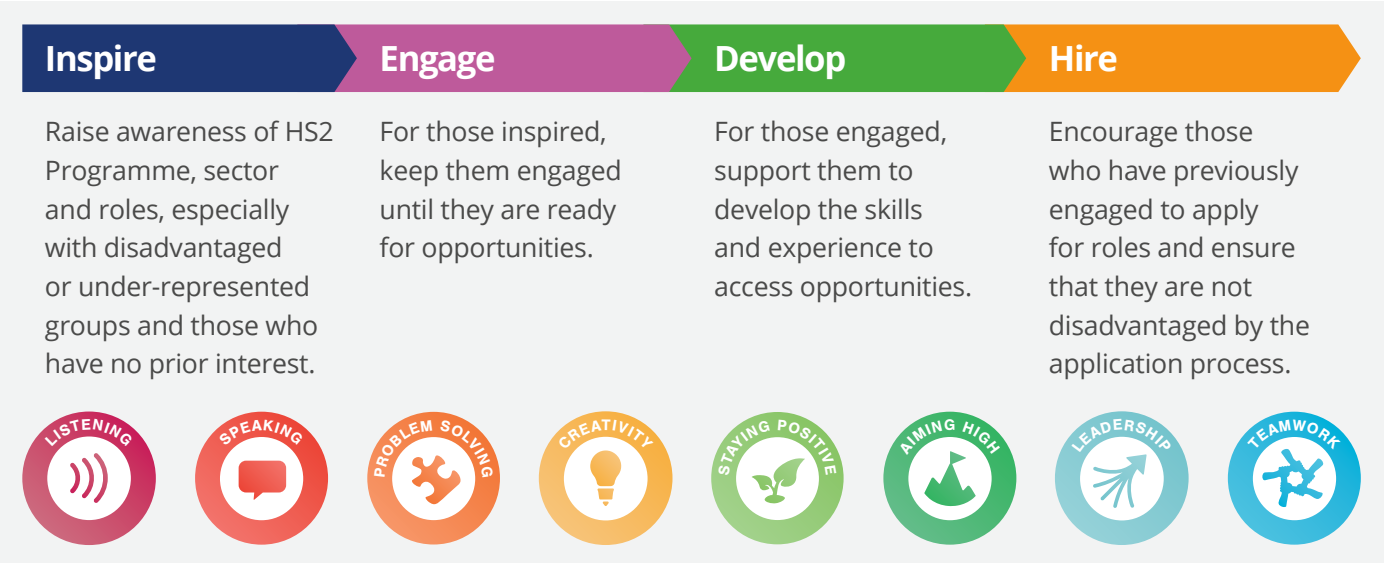 Inspire
Raise awareness of HS2
Programme, sector
and roles, especially
with disadvantaged
or under-represented
groups and those who
have no prior interest.
Engage
For those inspired,
keep them engaged
until they are ready
for opportunities.
Develop
For those engaged,
support them to
develop the skills
and experience to
access opportunities.
Hire
Encourage those
who have previously
engaged to apply
for roles and ensure
that they are not
disadvantaged by the
application process.
LISTENING
SPEAKING
PROBLEM SOLVING
CREATIVITY
STAYING POSITIVE
AIMING HIGH
LEADERSHIP
TEAMWORK